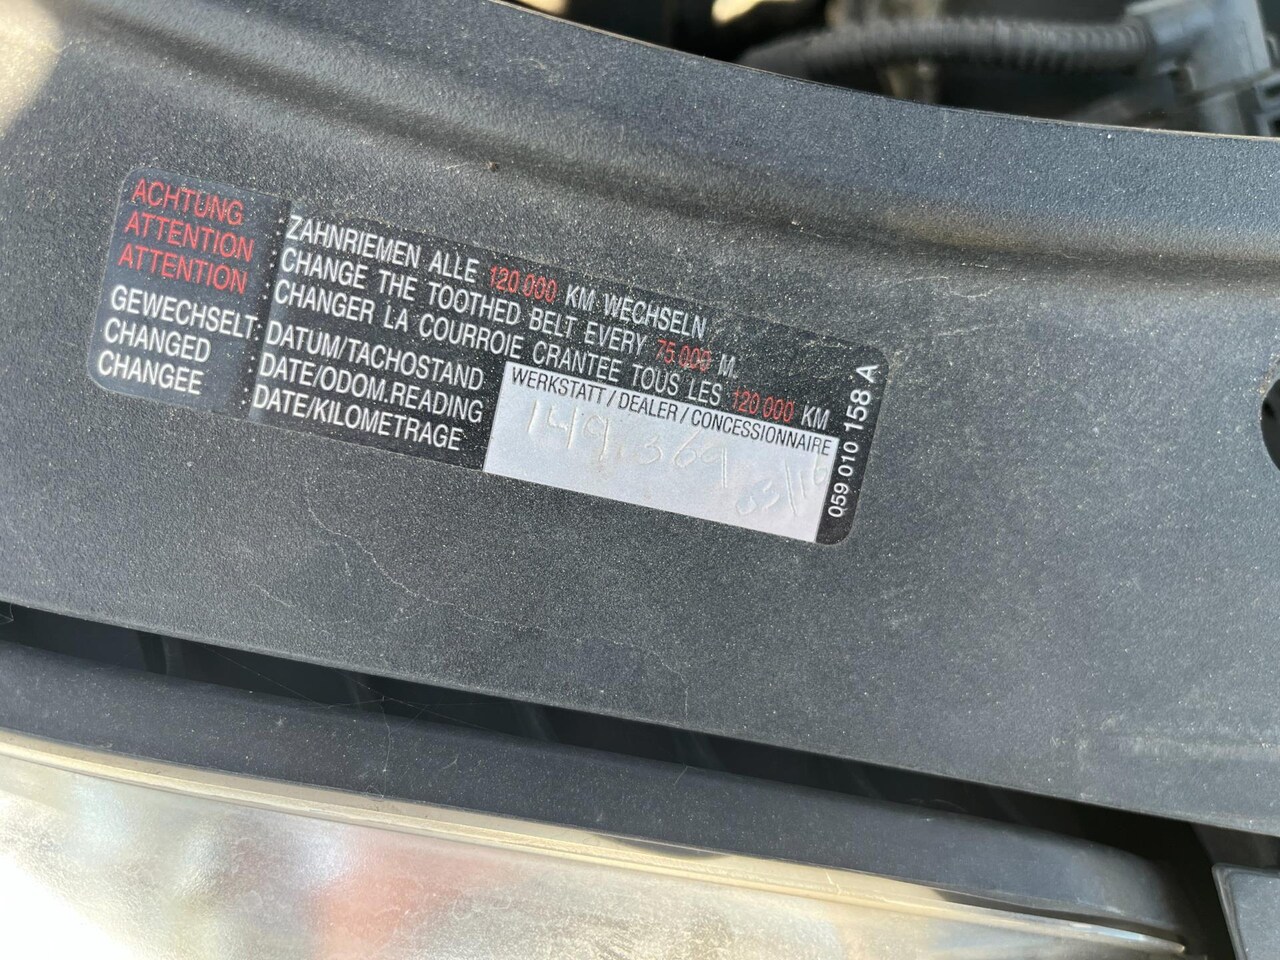 ACHTUNG : ZAHNRIEMEN ALLE 120 000 KM WECHSELN
ATTENTION : CHANGE THE TOOTHED BELT EVERY 75.000 M.
ATTENTION : CHANGER LA COURROIE CRANTEE TOUS LES 120 000 KM
GEWECHSELT: DATUM/TACHOSTAND
CHANGED : DATE/ODOM.READING
CHANGEE : DATE/KILOMETRAGE
WERKSTATT / DEALER / CONCESSIONNAIRE
149.369
03/16
059 010 158 A